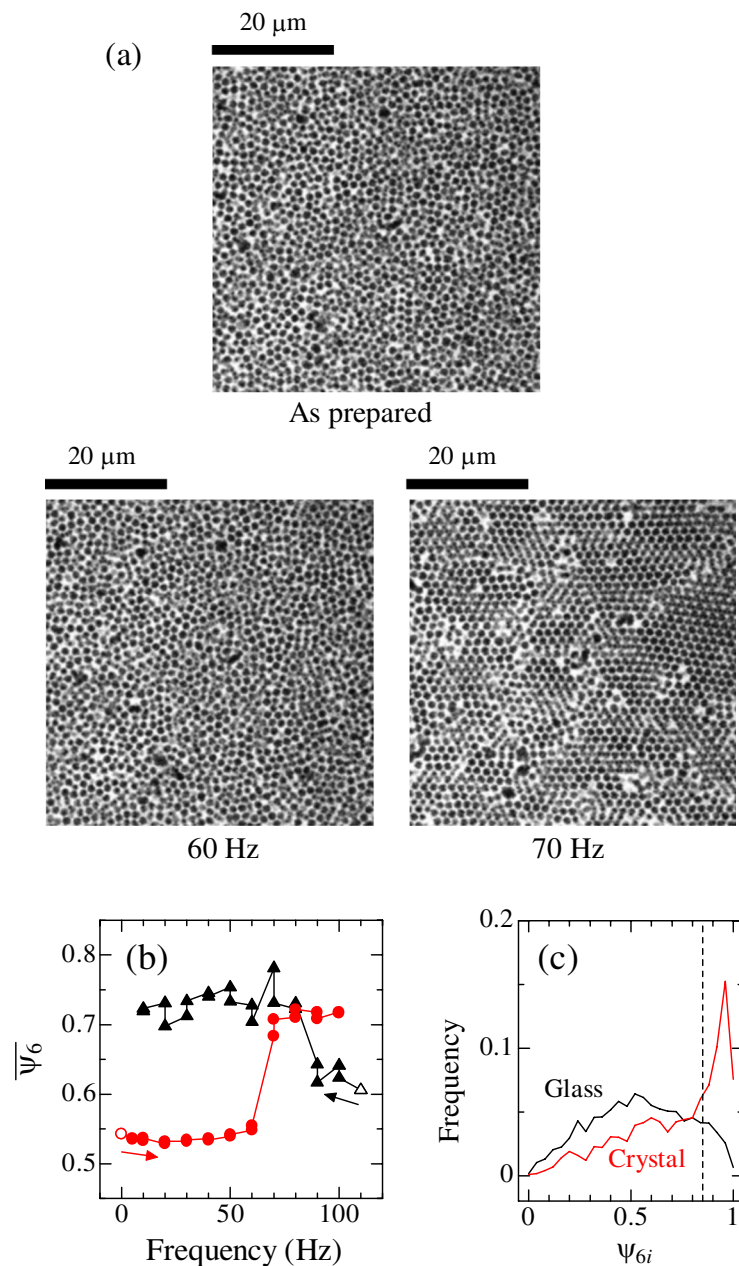 20 μm
(a)
As prepared
20 μm
20 μm
60 Hz
70 Hz
(b)
0.8
0.7
0.6
0.5
ψ6
0
50
100
Frequency (Hz)
(c)
0.2
0.1
0
Frequency
Glass
Crystal
0
0.5
1
ψ6i